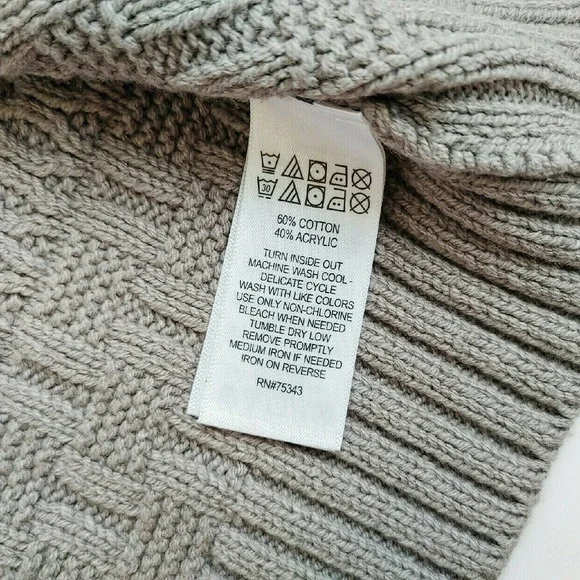 30
60% COTTON
40% ACRYLIC
TURN INSIDE OUT
MACHINE WASH COOL -
DELICATE CYCLE
WASH WITH LIKE COLORS
USE ONLY NON-CHLORINE
BLEACH WHEN NEEDED
TUMBLE DRY LOW
REMOVE PROMPTLY
MEDIUM IRON IF NEEDED
IRON ON REVERSE
RN#75343